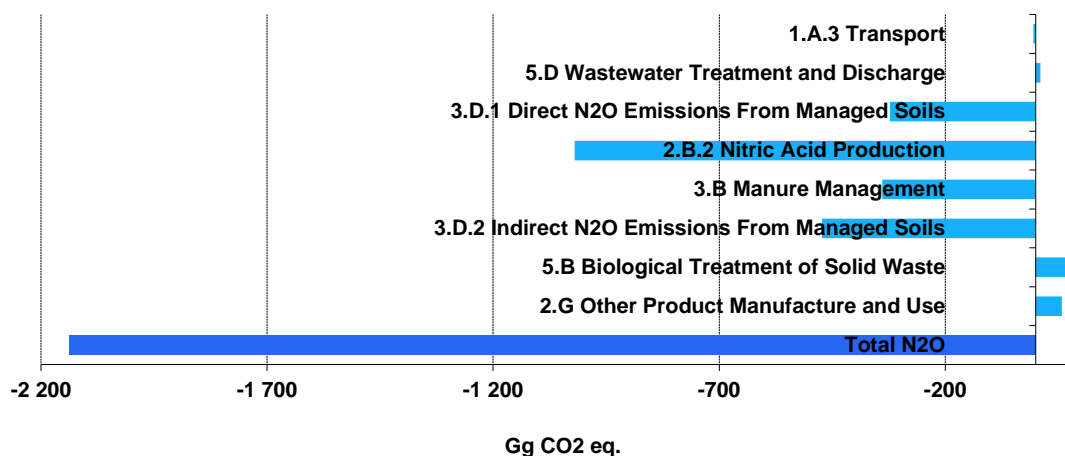 1.A.3 Transport
5.D Wastewater Treatment and Discharge
3.D.1 Direct N2O Emissions From Managed Soils
2.B.2 Nitric Acid Production
3.B Manure Management
3.D.2 Indirect N2O Emissions From Managed Soils
5.B Biological Treatment of Solid Waste
2.G Other Product Manufacture and Use
Total N2O
-2 200 -1 700 -1 200 -700 -200
Gg CO2 eq.